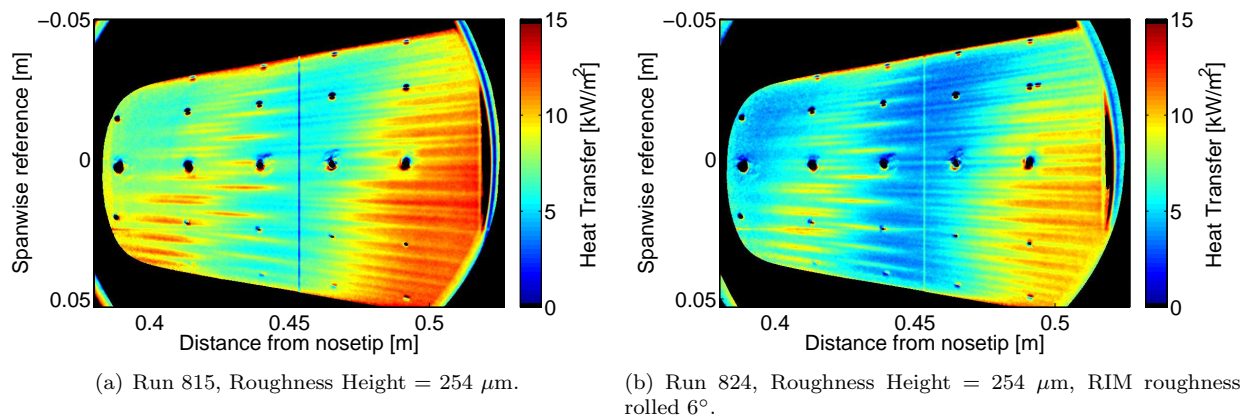 −0.05
0
0.05
Spanwise reference [m]
0.4
0.45
0.5
Distance from nosetip [m]
15
10
5
0
Heat Transfer [kW/m²]
(a) Run 815, Roughness Height = 254 μm.
−0.05
0
0.05
Spanwise reference [m]
0.4
0.45
0.5
Distance from nosetip [m]
15
10
5
0
Heat Transfer [kW/m²]
(b) Run 824, Roughness Height = 254 μm, RIM roughness
rolled 6°.